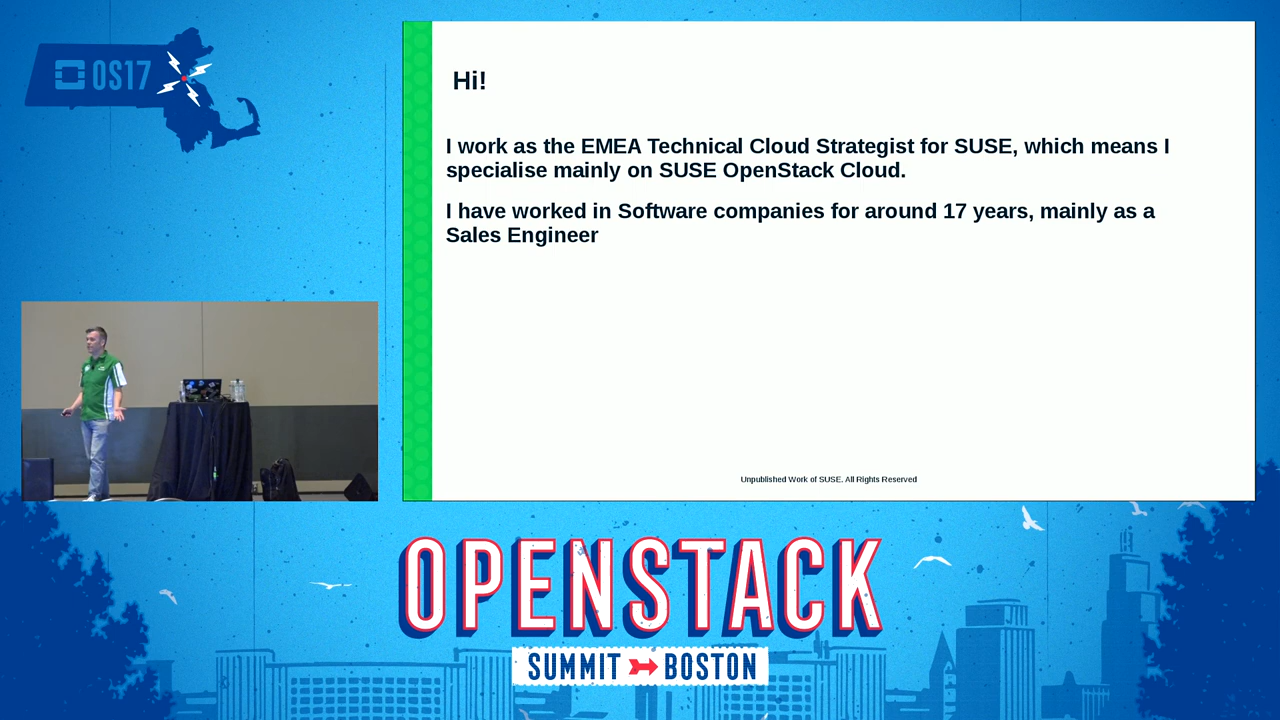 OS17
Hi!
I work as the EMEA Technical Cloud Strategist for SUSE, which means I
specialise mainly on SUSE OpenStack Cloud.
I have worked in Software companies for around 17 years, mainly as a
Sales Engineer
Unpublished Work of SUSE. All Rights Reserved
OPENSTACK
SUMMIT BOSTON